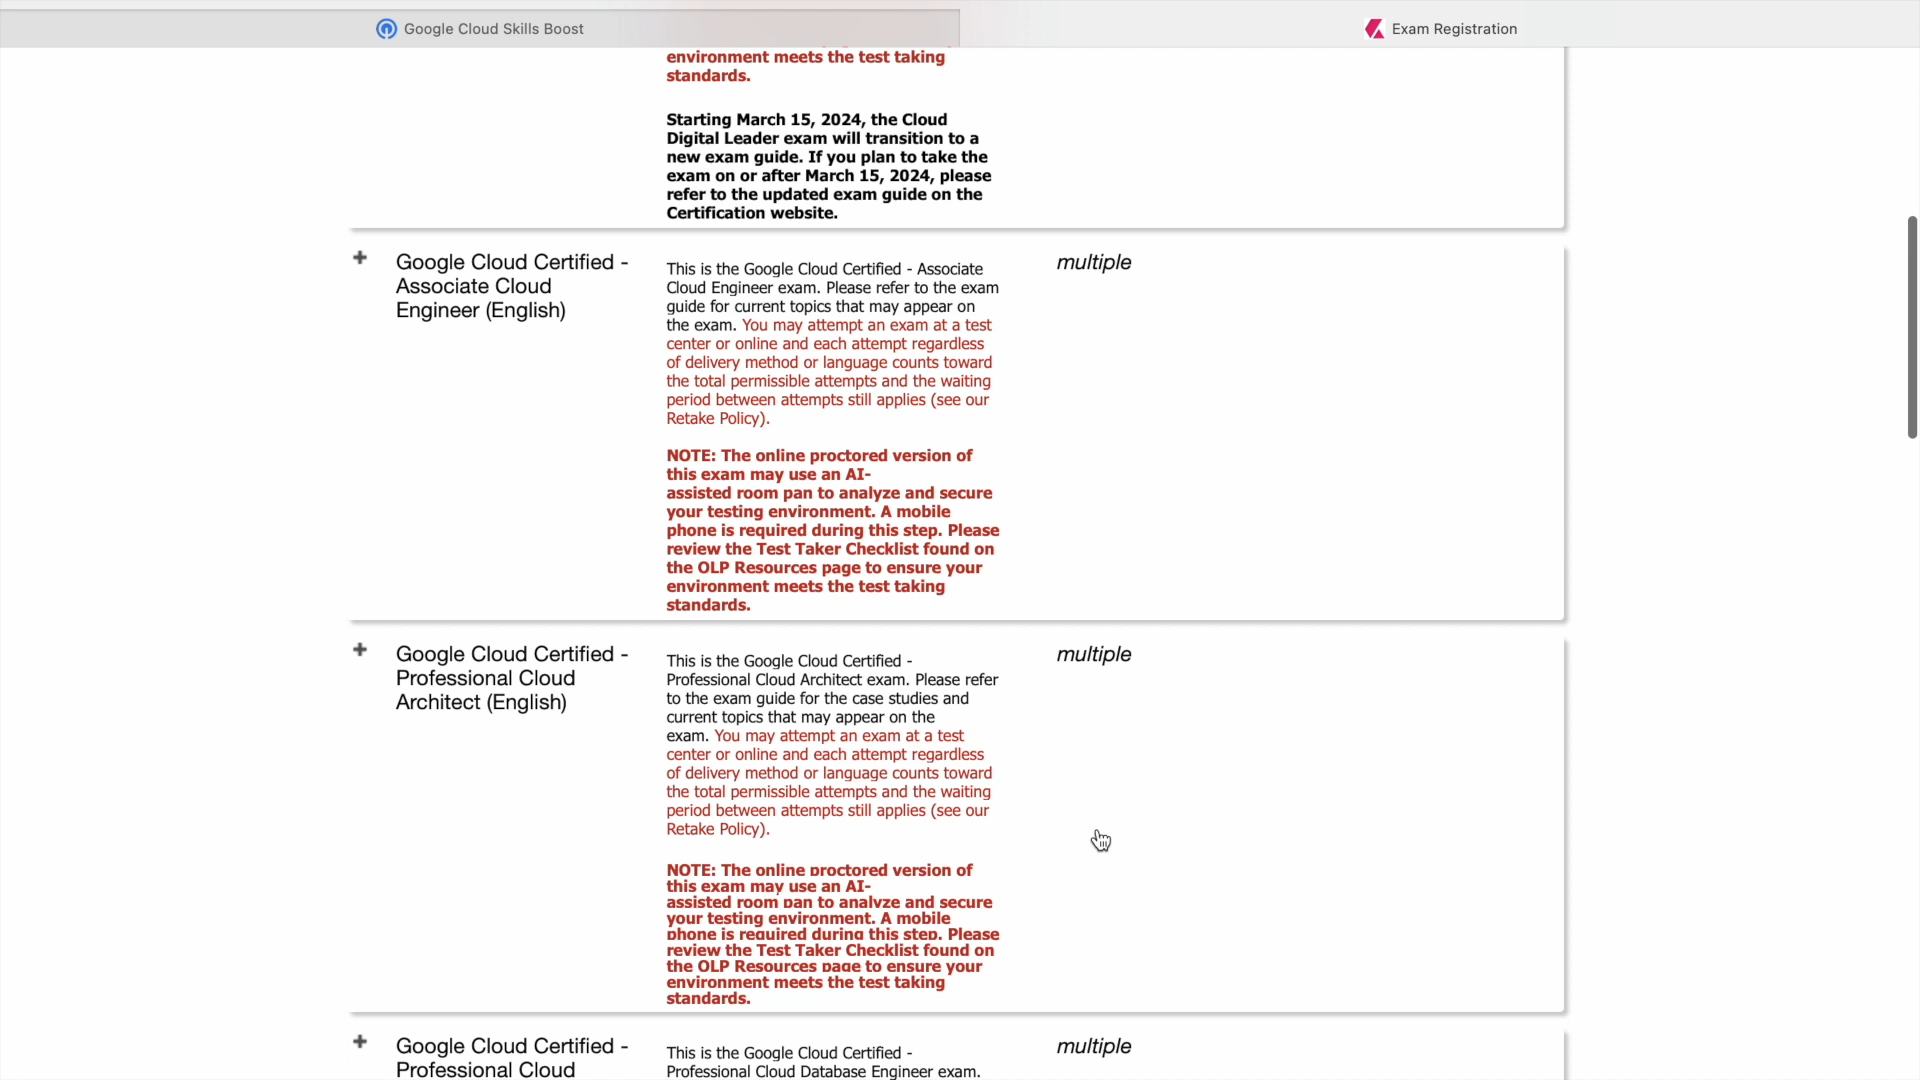 Google Cloud Skills Boost
Exam Registration
environment meets the test taking
standards.
Starting March 15, 2024, the Cloud
Digital Leader exam will transition to a
new exam guide. If you plan to take the
exam on or after March 15, 2024, please
refer to the updated exam guide on the
Certification website.
Google Cloud Certified -
Associate Cloud
Engineer (English)
This is the Google Cloud Certified - Associate
Cloud Engineer exam. Please refer to the exam
guide for current topics that may appear on
the exam. You may attempt an exam at a test
center or online and each attempt regardless
of delivery method or language counts toward
the total permissible attempts and the waiting
period between attempts still applies (see our
Retake Policy).
NOTE: The online proctored version of
this exam may use an AI-
assisted room pan to analyze and secure
your testing environment. A mobile
phone is required during this step. Please
review the Test Taker Checklist found on
the OLP Resources page to ensure your
environment meets the test taking
standards.
multiple
Google Cloud Certified -
Professional Cloud
Architect (English)
This is the Google Cloud Certified -
Professional Cloud Architect exam. Please refer
to the exam guide for the case studies and
current topics that may appear on the
exam. You may attempt an exam at a test
center or online and each attempt regardless
of delivery method or language counts toward
the total permissible attempts and the waiting
period between attempts still applies (see our
Retake Policy).
NOTE: The online proctored version of
this exam may use an AI-
assisted room pan to analyze and secure
your testing environment. A mobile
phone is required during this step. Please
review the Test Taker Checklist found on
the OLP Resources page to ensure your
environment meets the test taking
standards.
multiple
Google Cloud Certified -
Professional Cloud
This is the Google Cloud Certified -
Professional Cloud Database Engineer exam.
multiple